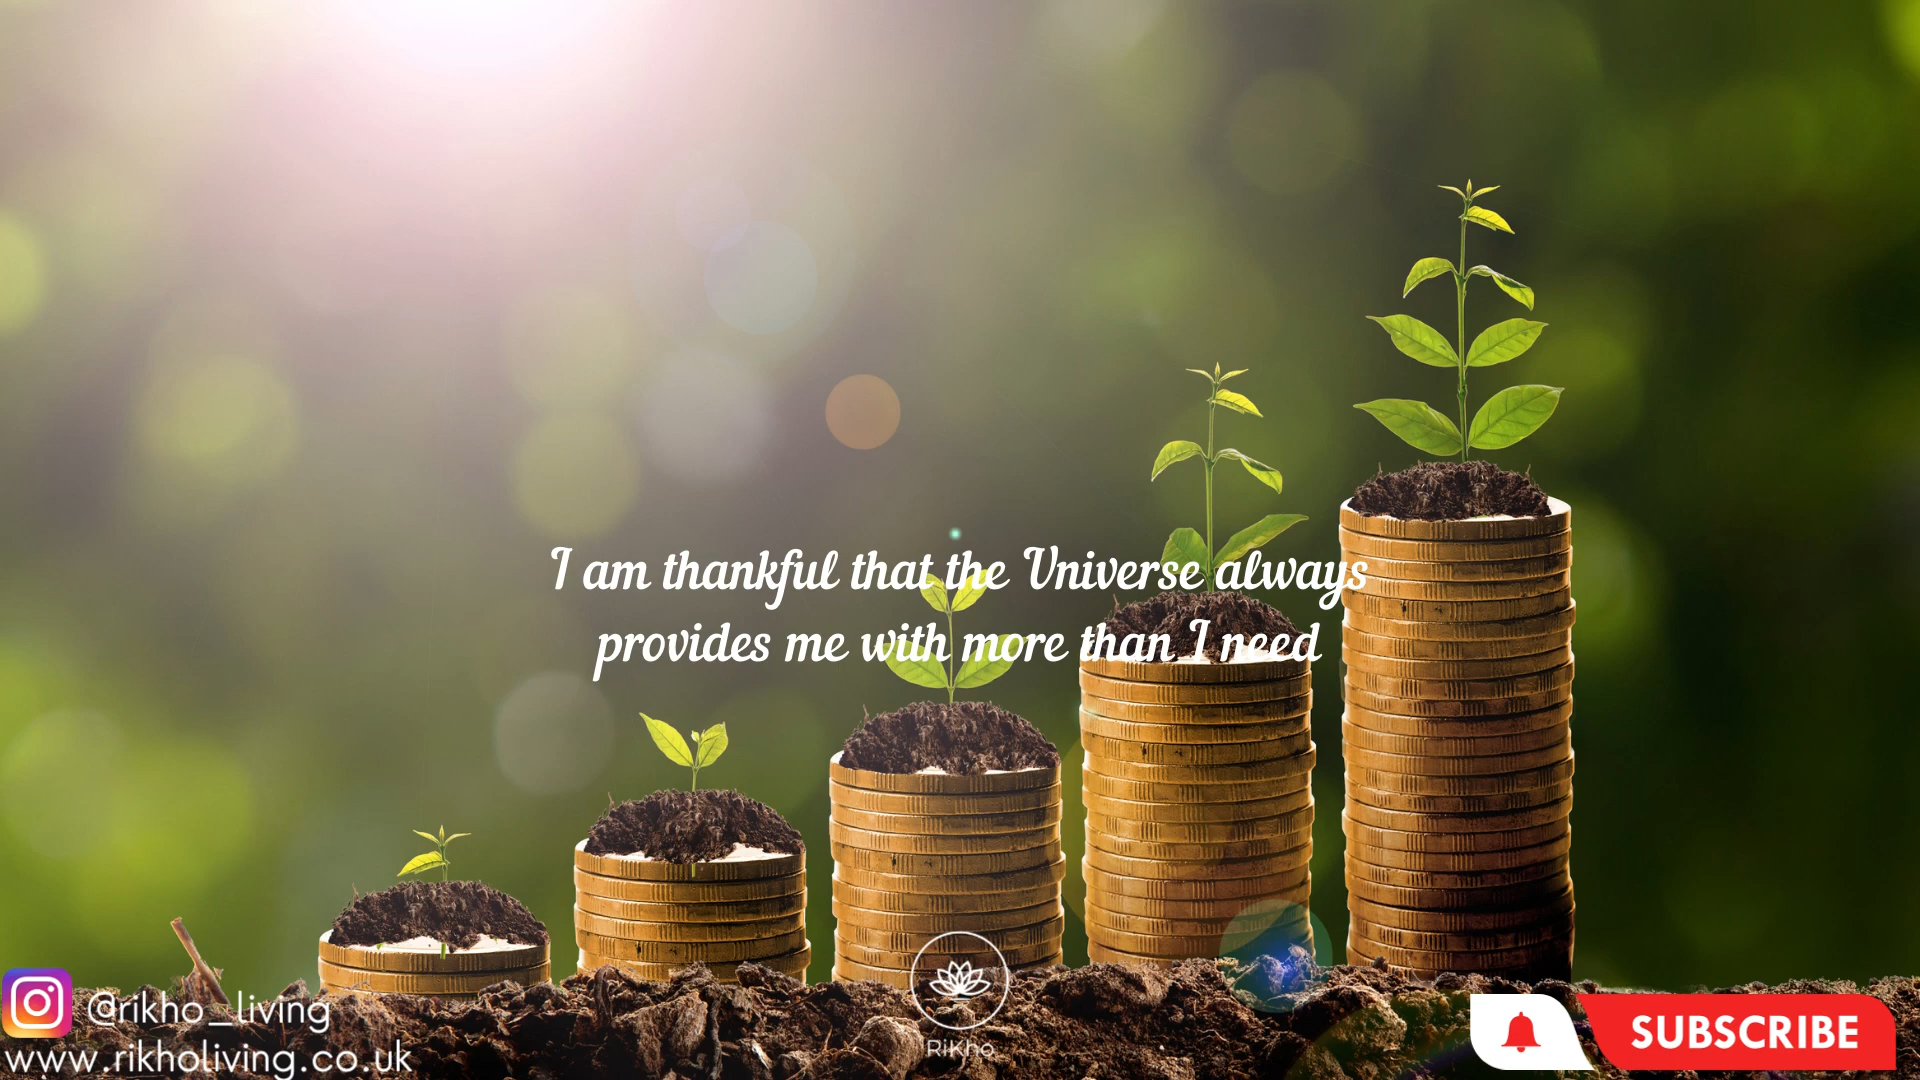 I am thankful that the Universe always
provides me with more than I need
@rikho_living
www.rikholiving.co.uk
RiKho
SUBSCRIBE